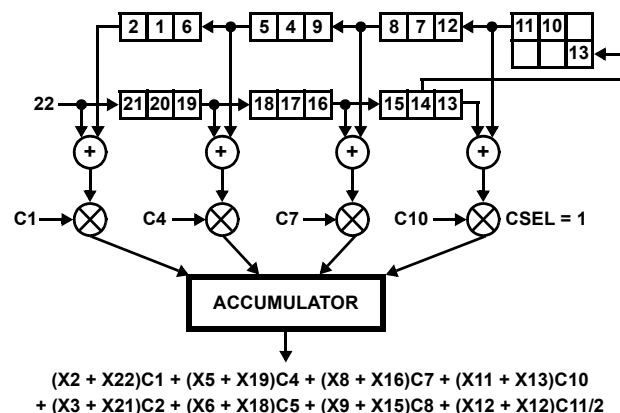 2 1 6 5 4 9 8 7 12 11 10
13
22 21 20 19 18 17 16 15 14 13
+ + + +
C1 C4 C7 C10 CSEL = 1
ACCUMULATOR
(X2 + X22)C1 + (X5 + X19)C4 + (X8 + X16)C7 + (X11 + X13)C10
+ (X3 + X21)C2 + (X6 + X18)C5 + (X9 + X15)C8 + (X12 + X12)C11/2